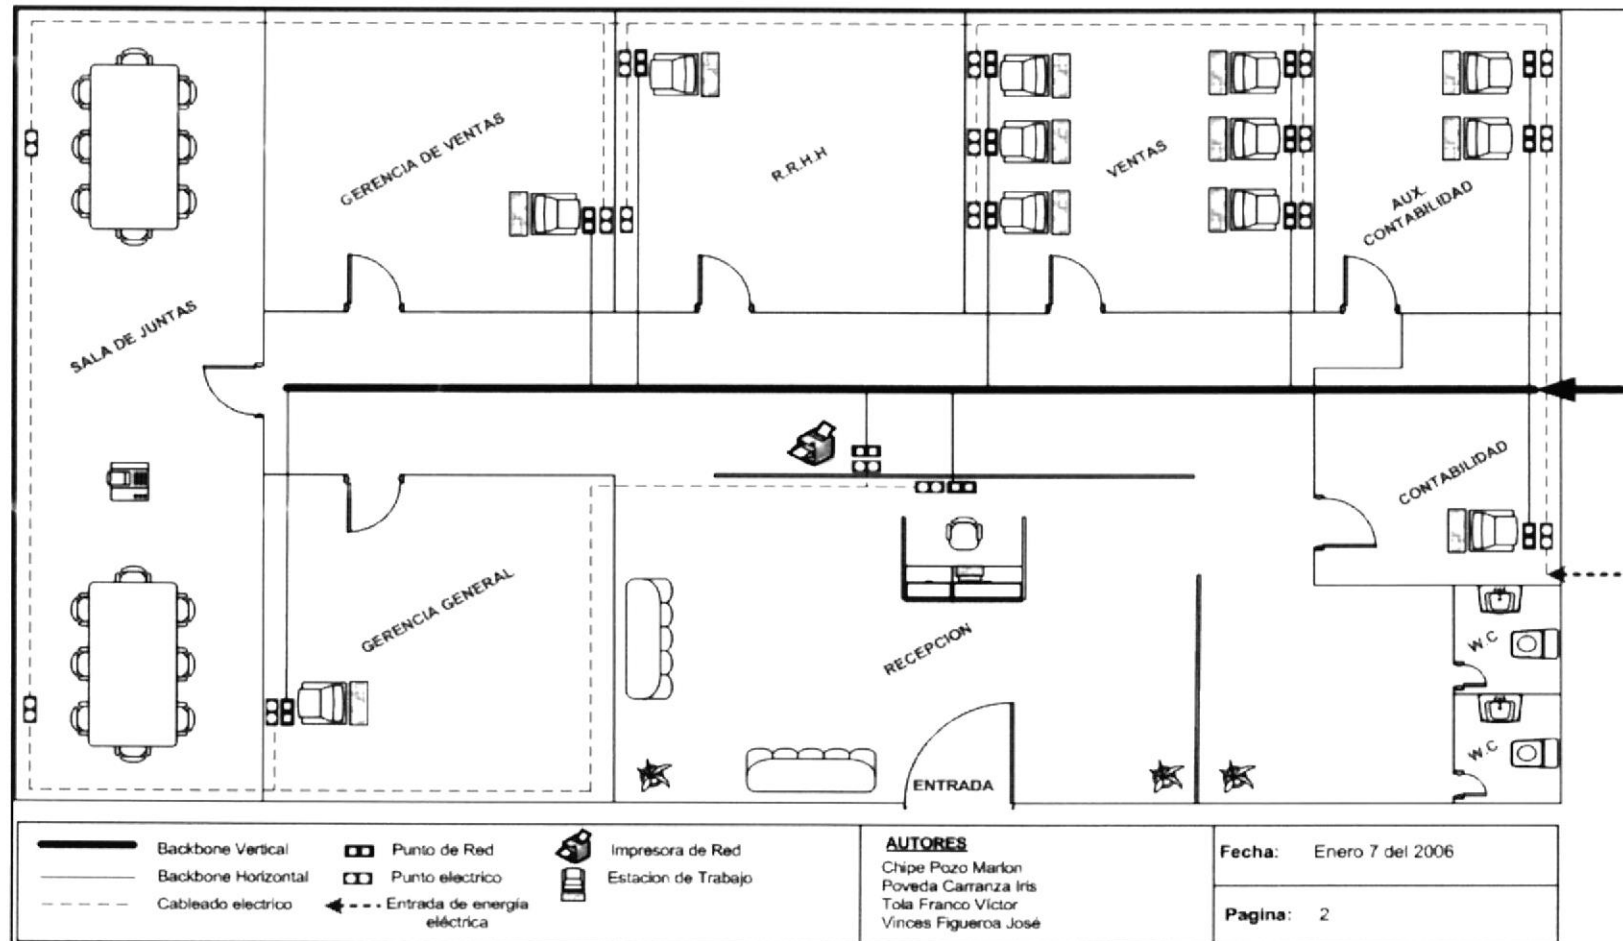 GERENCIA DE VENTAS
R.R.H.H
VENTAS
AUX.
CONTABILIDAD
SALA DE JUNTAS
CONTABILIDAD
GERENCIA GENERAL
RECEPCION
W.C
W.C
ENTRADA
Backbone Vertical
Backbone Horizontal
Cableado electrico
Punto de Red
Punto electrico
Entrada de energía
eléctrica
Impresora de Red
Estacion de Trabajo
AUTORES
Chipe Pozo Marlon
Poveda Carranza Iris
Tola Franco Víctor
Vinces Figueroa José
Fecha: Enero 7 del 2006
Pagina: 2